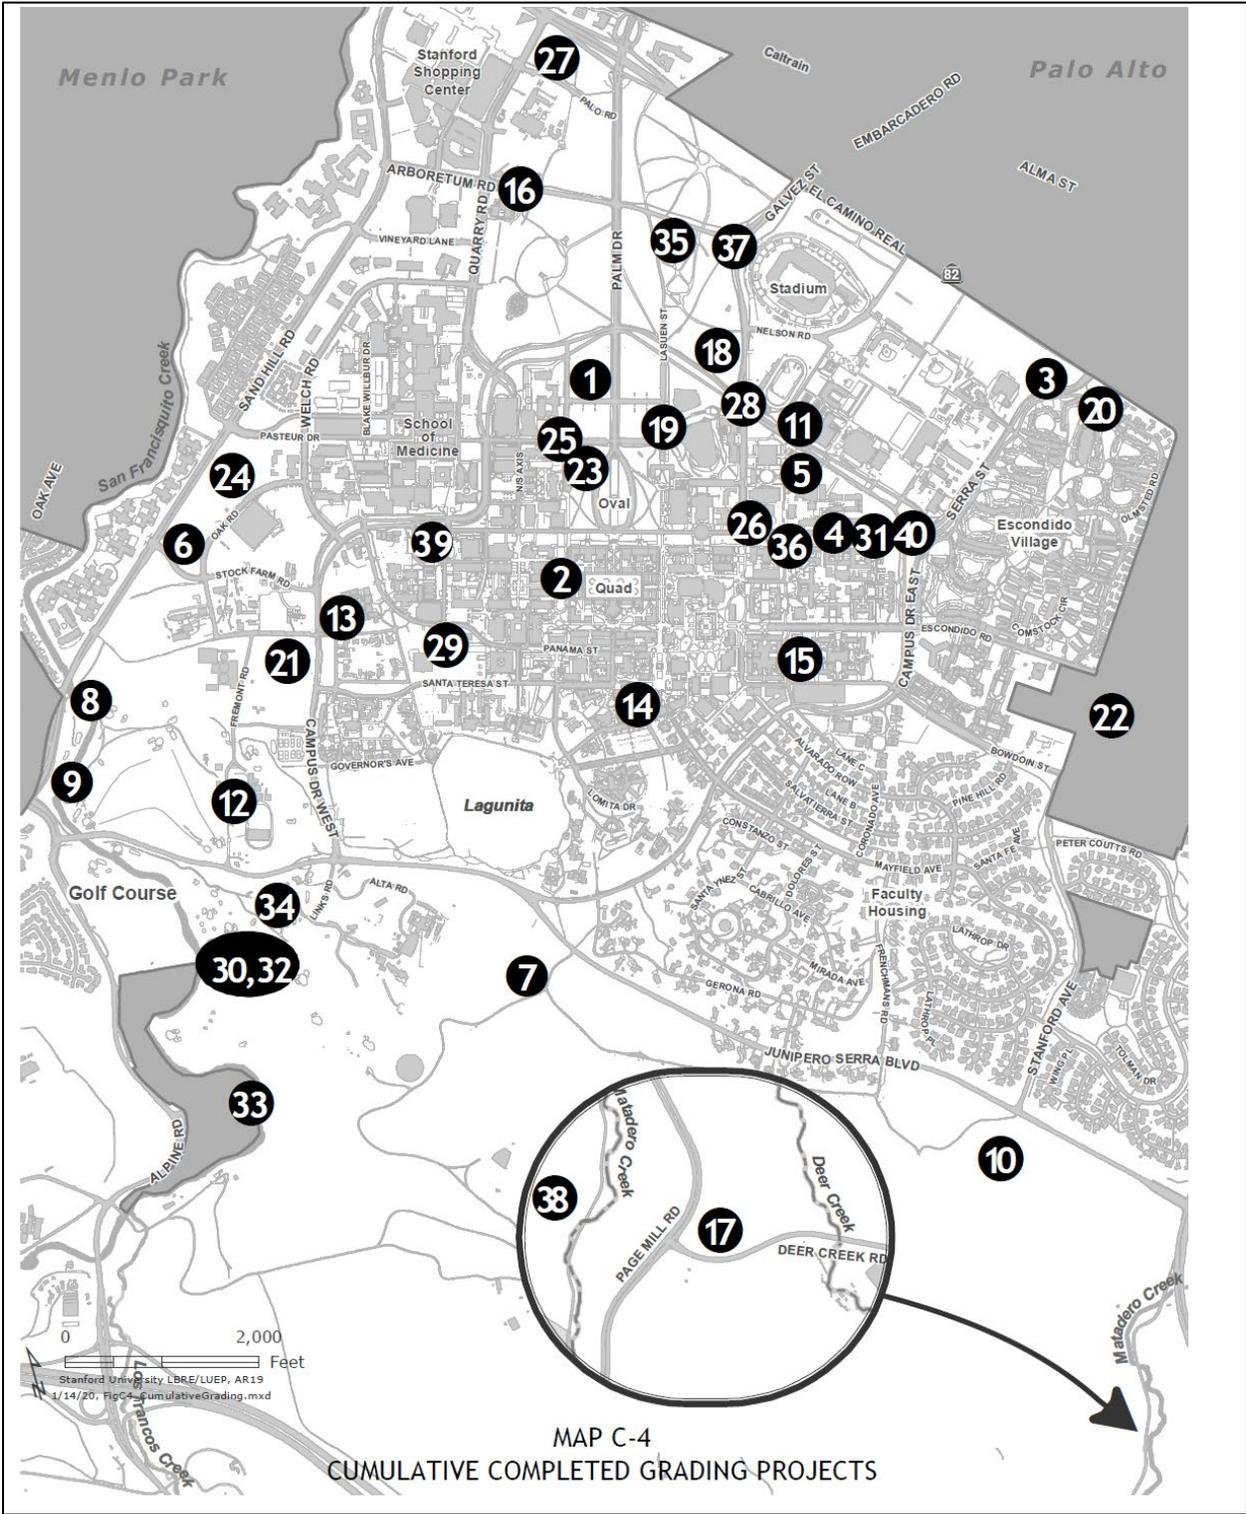 Menlo Park
Stanford
Shopping
Center
27
PALO RD
Caltrain
Palo Alto
EMBARCADERO RD
ALMA ST
ARBORETUM RD
16
QUARRY RD
VINEYARD LANE
PALM DR
35
37
GALVEZ ST
EL CAMINO REAL
82
Stadium
LASUEN ST
NELSON RD
18
SAND HILL RD
San Francisquito Creek
WELCH RD
BLAKE WILLBUR DR
1
3
28
20
PASTEUR DR
School
of
Medicine
25
19
11
OAK AVE
24
N/S AXIS
23
5
Oval
SERRA ST
OLMSTED RD
OAK RD
6
39
26
36
4
31
40
Escondido
Village
STOCK FARM RD
2
Quad
CAMPUS DR EAST
COMSTOCK CIR
13
ESCONDIDO RD
29
PANAMA ST
21
15
FREMONT RD
SANTA TERESA ST
8
14
22
CAMPUS DR WEST
GOVERNOR'S AVE
9
12
Lagunita
LOMITA DR
ALVARADO ROW
LANE C
LANE B
SALVATIERRA ST
BOWDOIN ST
PINE HILL RD
CORONADO AVE
CONSTANZO ST
DOLORES ST
SANTA FE AVE
PETER COUTTS RD
MAYFIELD AVE
Golf Course
34
LINKS RD
ALTA RD
SANTA YNEZ ST
CABRILLO AVE
Faculty
Housing
30,32
7
LATHROP DR
MIRADA AVE
GERONA RD
FRENCHMANS RD
LATHROP PL
STANFORD AVE
JUNIPERO SERRA BLVD
WING PL
TOLMAN DR
33
ALPINE RD
Matadero Creek
38
PAGE MILL RD
17
Deer Creek
DEER CREEK RD
10
Matadero Creek
0
2,000
Feet
N
Stanford University LBRE/LUEP, AR19
1/14/20, FigC4_CumulativeGrading.mxd
Los Trancos Creek
MAP C-4
CUMULATIVE COMPLETED GRADING PROJECTS